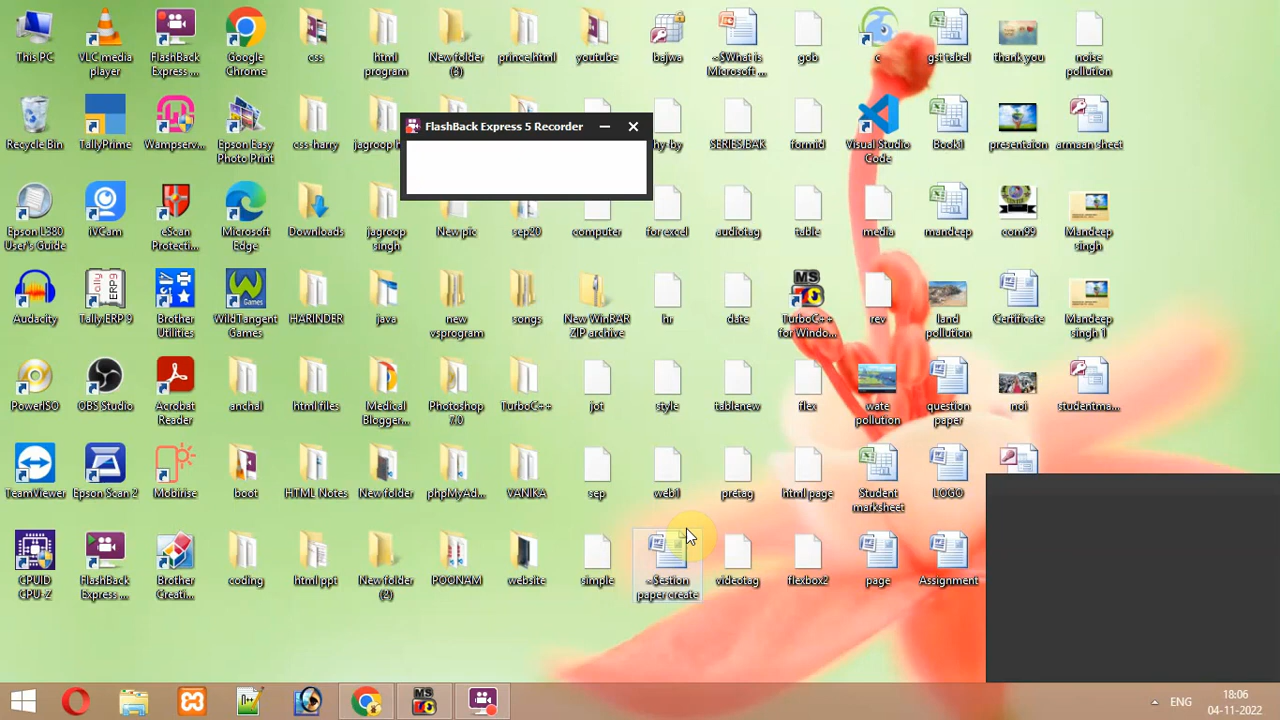 This PC
VLC media
player
FlashBack
Express ...
Google
Chrome
css
html
program
New folder
(3)
prince html
youtube
bajwa
~$What is
Microsoft ...
gob
c
gst tabel
thank you
noise
pollution
Recycle Bin
TallyPrime
Wampserv...
Epson Easy
Photo Print
css-harry
FlashBack Express 5 Recorder
SERIES.BAK
formid
Visual Studio
Code
Book1
presentaion
armaan sheet
Epson L380
User's Guide
iVCam
eScan
Protecti...
Microsoft
Edge
Downloads
jagroop
singh
New pic
sep20
computer
for excel
audiotag
table
media
mandeep
com99
Mandeep
singh
Audacity
Tally.ERP 9
Brother
Utilities
WildTangent
Games
HARINDER
java
new
vsprogram
songs
New WinRAR
ZIP archive
hr
date
TurboC++
for Windo...
rev
land
pollution
Certificate
Mandeep
singh 1
PowerISO
OBS Studio
Acrobat
Reader
anchal
html files
Medical
Blogger...
Photoshop
7.0
TurboC++
jot
style
tablenew
flex
wate
pollution
question
paper
noi
studentma...
TeamViewer
Epson Scan 2
Mobirise
boot
HTML Notes
New folder
phpMyAd...
VANIKA
sep
web1
pretag
html page
Student
marksheet
LOGO
CPUID
CPU-Z
FlashBack
Express ...
Brother
Creati...
coding
html ppt
New folder
(2)
POONAM
website
simple
~$estion
paper create
videotag
flexbox2
page
Assignment
ENG
18:06
04-11-2022